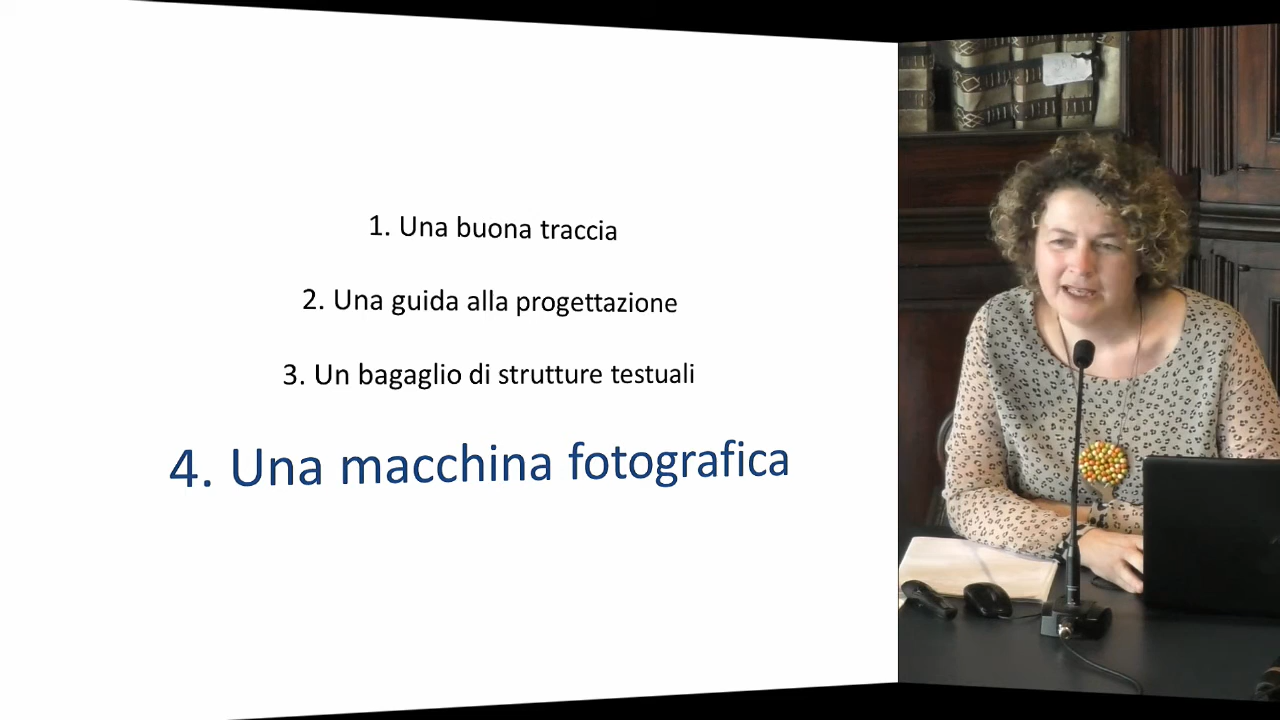 1. Una buona traccia
2. Una guida alla progettazione
3. Un bagaglio di strutture testuali
4. Una macchina fotografica